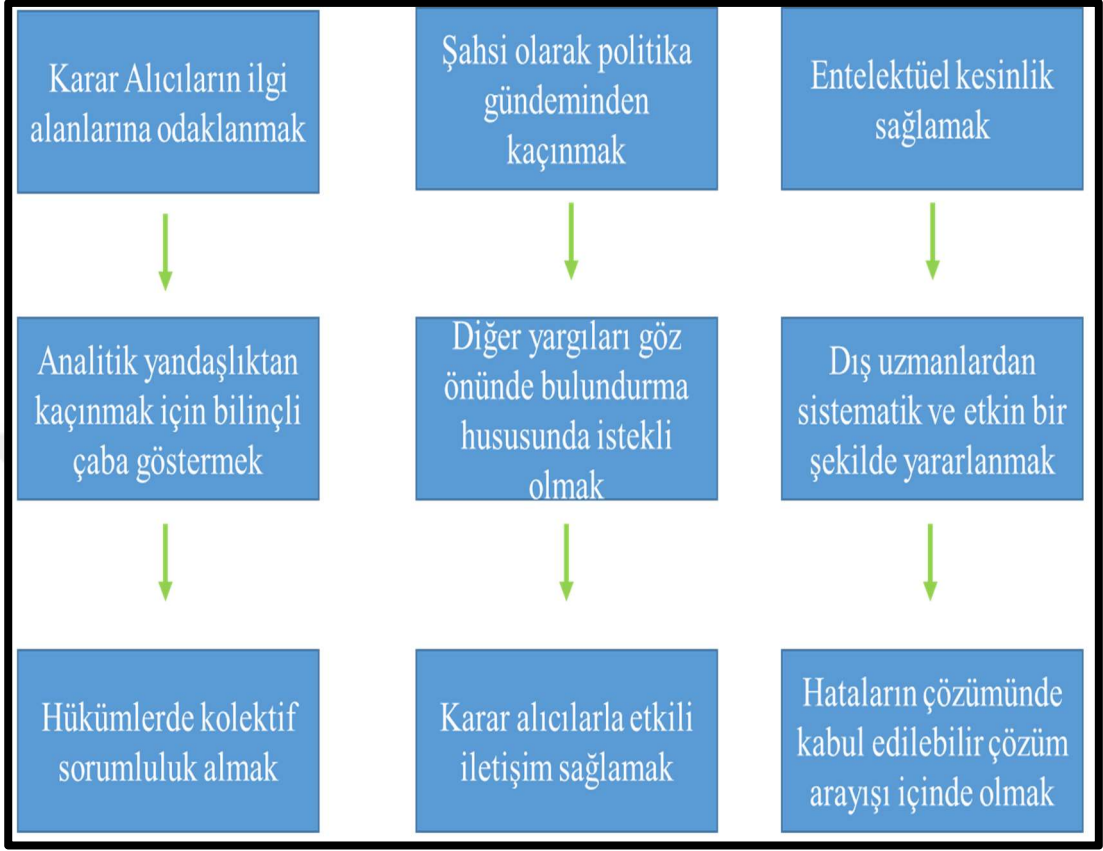 Karar Alıcıların ilgi
alanlarına odaklanmak
Şahsi olarak politika
gündeminden
kaçınmak
Entelektüel kesinlik
sağlamak
Analitik yandaşlıktan
kaçınmak için bilinçli
çaba göstermek
Diğer yargıları göz
önünde bulundurma
hususunda istekli
olmak
Dış uzmanlardan
sistematik ve etkin bir
şekilde yararlanmak
Hükümlerde kolektif
sorumluluk almak
Karar alıcılarla etkili
iletişim sağlamak
Hataların çözümünde
kabul edilebilir çözüm
arayışı içinde olmak